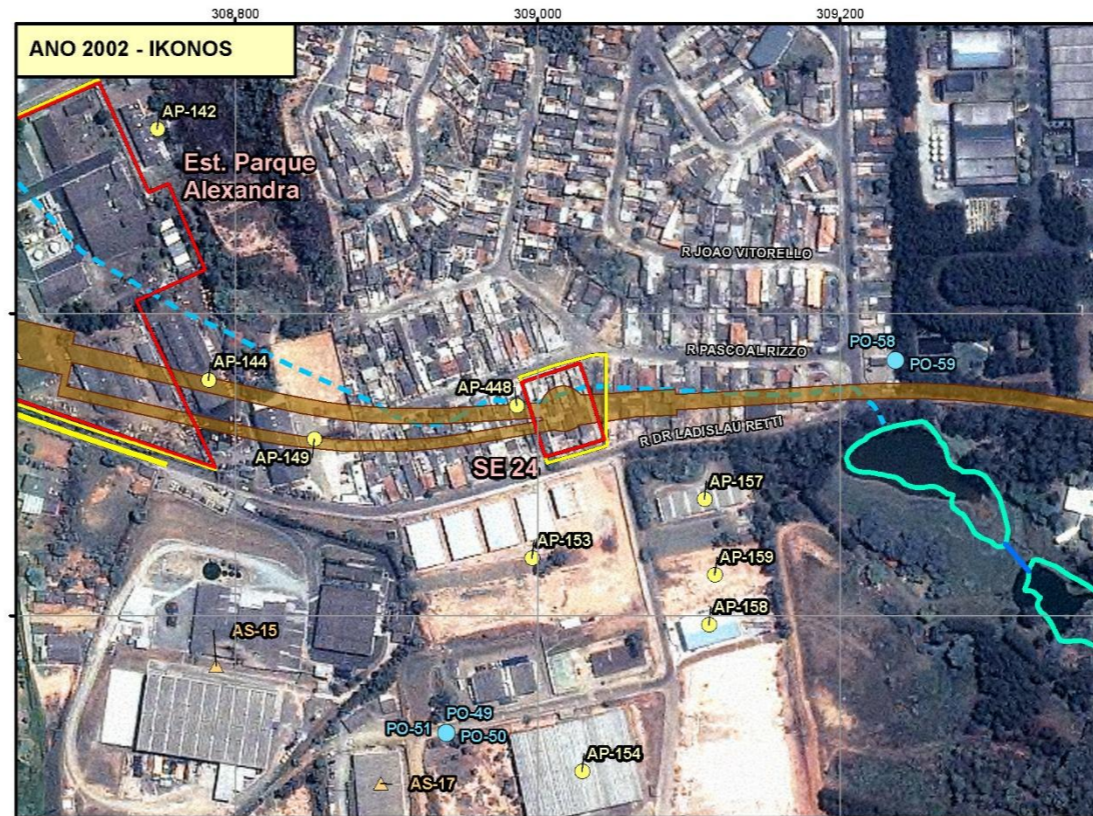 308,800
309,000
309,200
ANO 2002 - IKONOS
AP-142
Est. Parque
Alexandra
R JOAO VITORELLO
R PASCOAL RIZZO
PO-58
PO-59
AP-144
AP-448
R DR LADISLAU RETTI
AP-149
SE 24
AP-157
AP-153
AP-159
AP-158
AS-15
PO-49
PO-51
PO-50
AP-154
AS-17